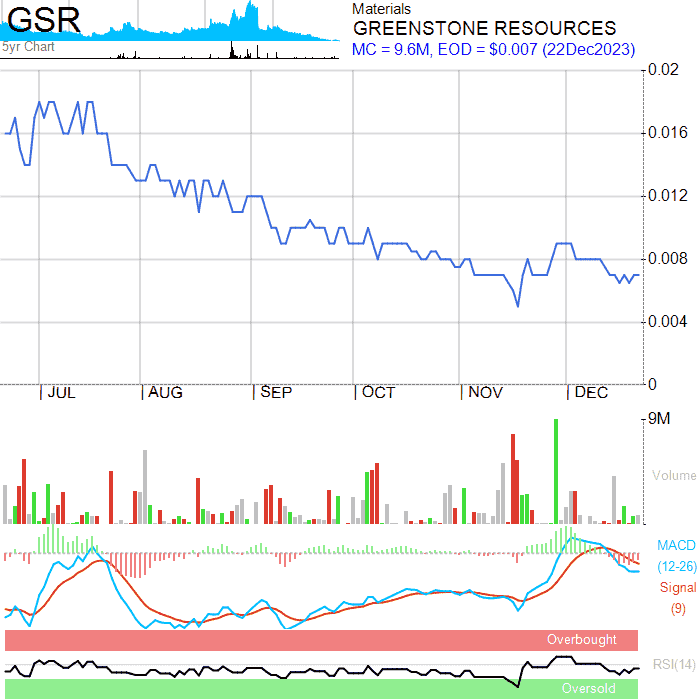 GSR
5yr Chart
Materials
GREENSTONE RESOURCES
MC = 9.6M, EOD = $0.007 (22Dec2023)
0.02
0.016
0.012
0.008
0.004
0
JUL AUG SEP OCT NOV DEC
9M
Volume
MACD
(12-26)
Signal
(9)
Overbought
RSI(14)
Oversold